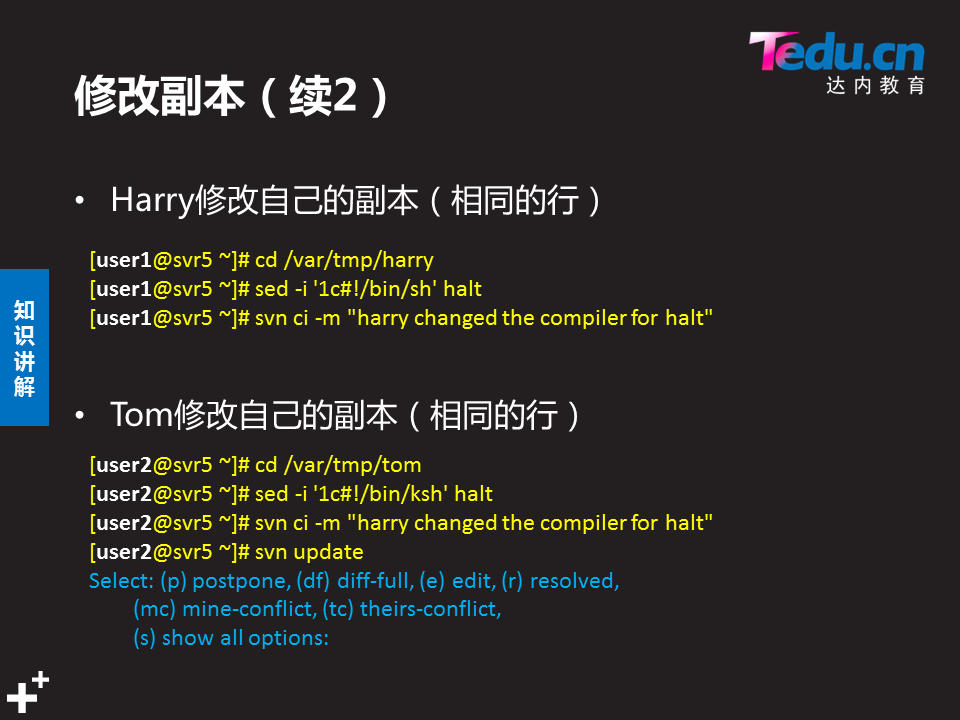 Tedu.cn
达内教育
修改副本（续2）
• Harry修改自己的副本（相同的行）
[user1@svr5 ~]# cd /var/tmp/harry
[user1@svr5 ~]# sed -i '1c#!/bin/sh' halt
[user1@svr5 ~]# svn ci -m "harry changed the compiler for halt"
知识讲解
• Tom修改自己的副本（相同的行）
[user2@svr5 ~]# cd /var/tmp/tom
[user2@svr5 ~]# sed -i '1c#!/bin/ksh' halt
[user2@svr5 ~]# svn ci -m "harry changed the compiler for halt"
[user2@svr5 ~]# svn update
Select: (p) postpone, (df) diff-full, (e) edit, (r) resolved,
(mc) mine-conflict, (tc) theirs-conflict,
(s) show all options: